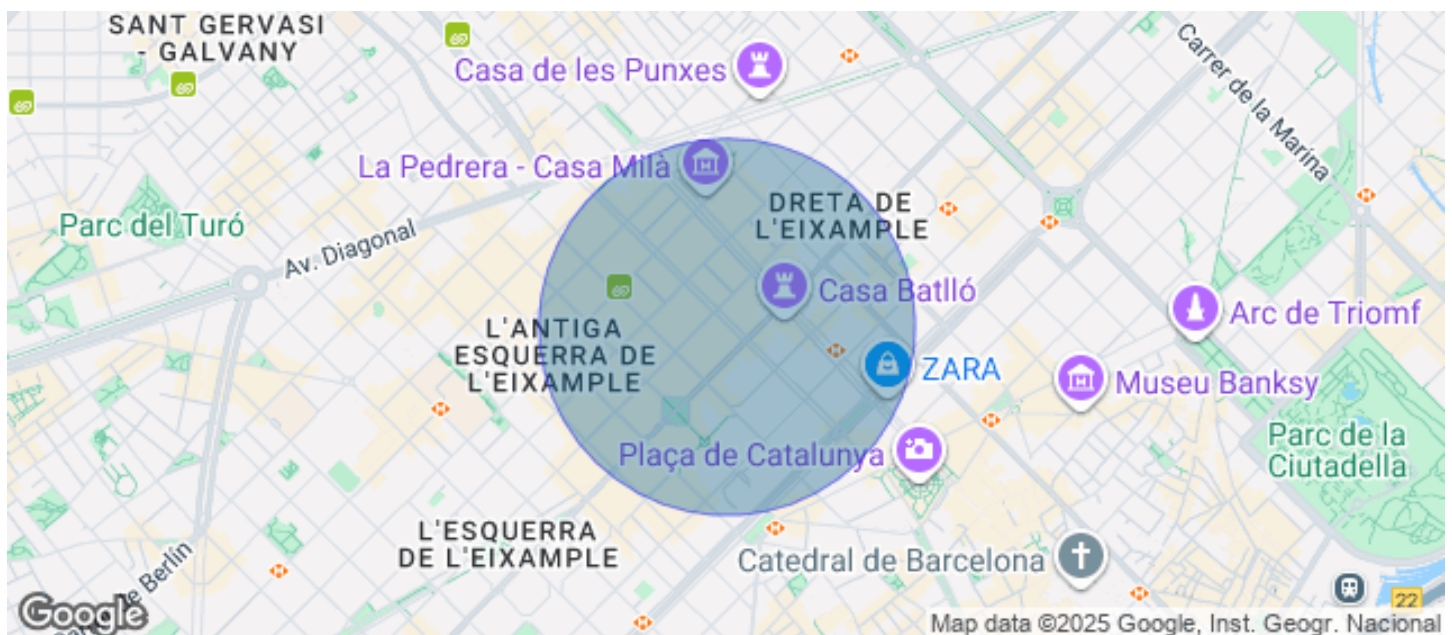 SANT GERVASI
- GALVANY
Casa de les Punxes
Carrer de la Marina
La Pedrera - Casa Milà
DRETA DE
L'EIXAMPLE
Parc del Turó
Av. Diagonal
Casa Batlló
Arc de Triomf
L'ANTIGA
ESQUERRA DE
L'EIXAMPLE
ZARA
Museu Banksy
Parc de la
Ciutadella
Plaça de Catalunya
L'ESQUERRA
DE L'EIXAMPLE
Catedral de Barcelona
de Berlín
22
Google
Map data ©2025 Google, Inst. Geogr. Nacional